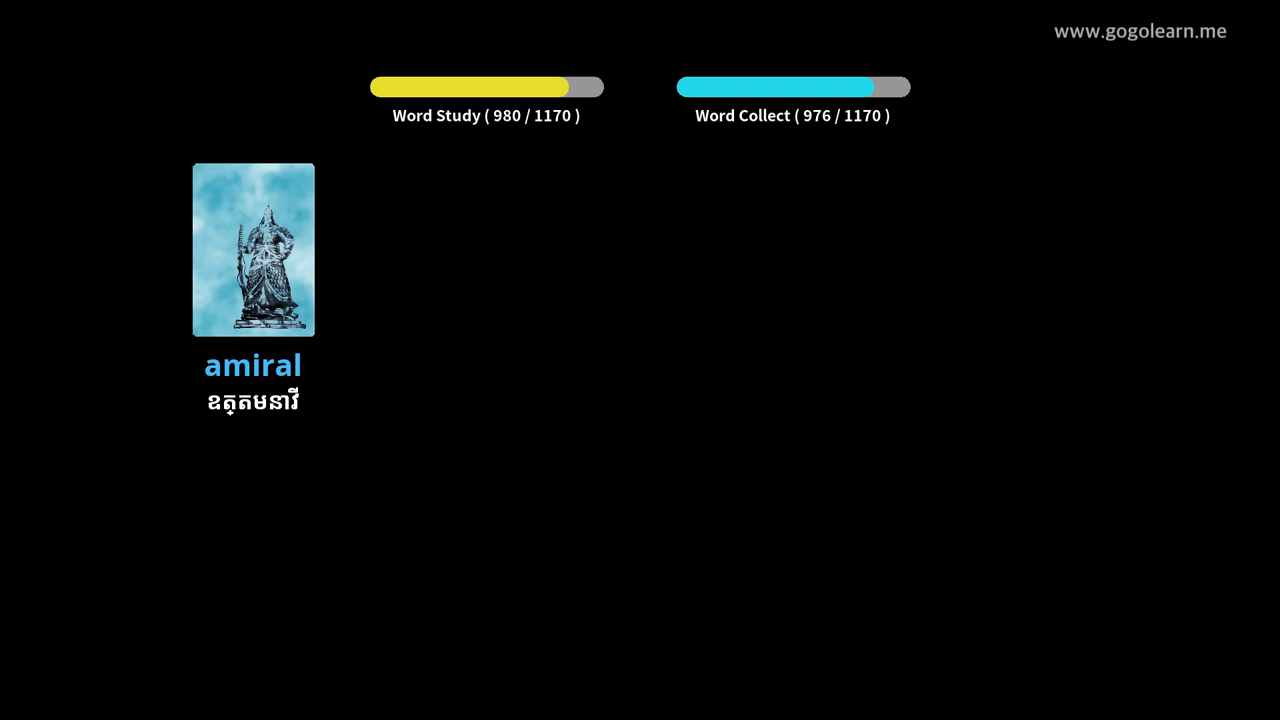 www.gogolearn.me
Word Study ( 980 / 1170 )
Word Collect ( 976 / 1170 )
amiral
ឧត្តមនាវី